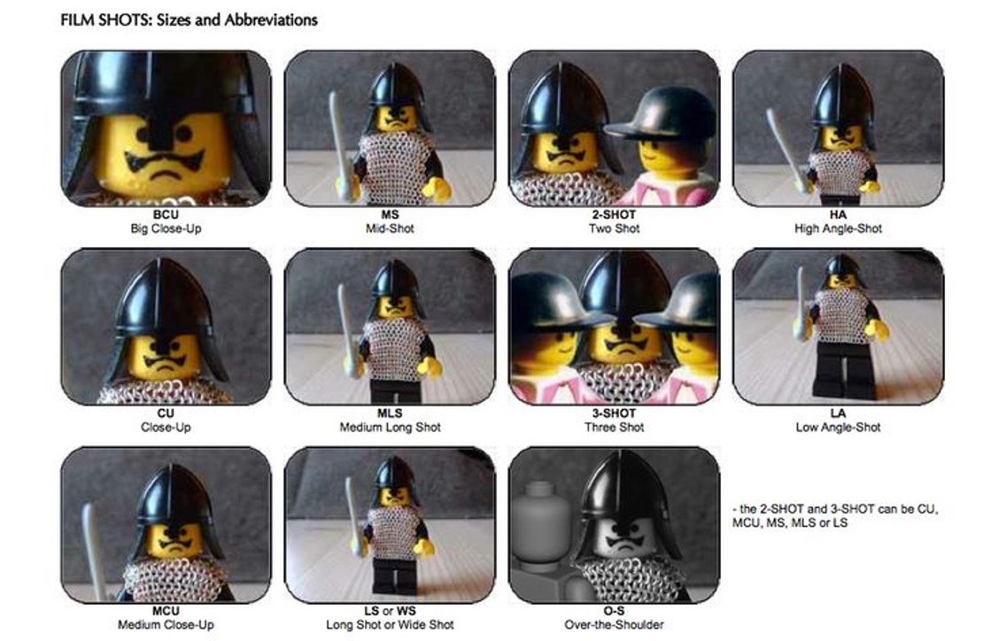 FILM SHOTS: Sizes and Abbreviations
BCU
Big Close-Up
MS
Mid-Shot
2-SHOT
Two Shot
HA
High Angle-Shot
CU
Close-Up
MLS
Medium Long Shot
3-SHOT
Three Shot
LA
Low Angle-Shot
MCU
Medium Close-Up
LS or WS
Long Shot or Wide Shot
O-S
Over-the-Shoulder
- the 2-SHOT and 3-SHOT can be CU,
MCU, MS, MLS or LS